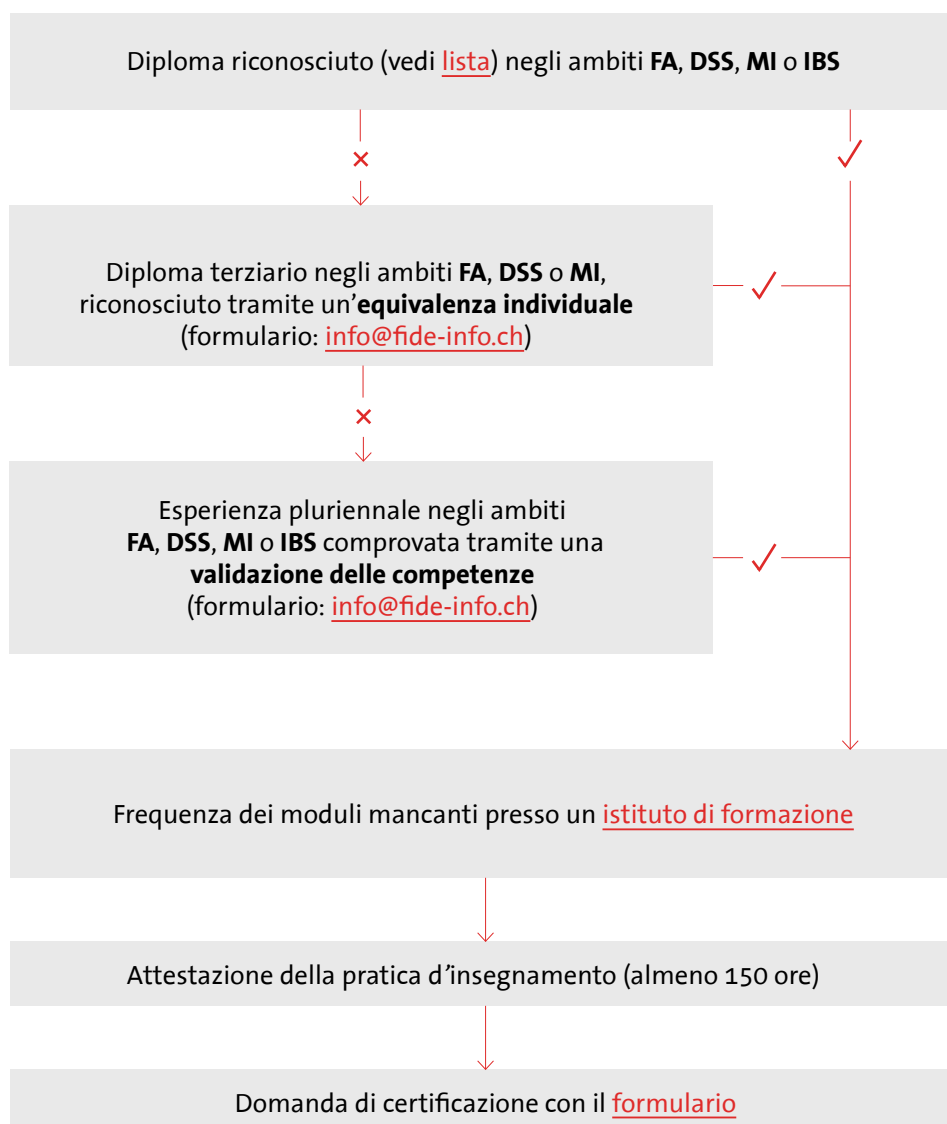 Diploma riconosciuto (vedi lista) negli ambiti FA, DSS, MI o IBS
Diploma terziario negli ambiti FA, DSS o MI,
riconosciuto tramite un’equivalenza individuale
(formulario: info@fide-info.ch)
Esperienza pluriennale negli ambiti
FA, DSS, MI o IBS comprovata tramite una
validazione delle competenze
(formulario: info@fide-info.ch)
Frequenza dei moduli mancanti presso un istituto di formazione
Attestazione della pratica d’insegnamento (almeno 150 ore)
Domanda di certificazione con il formulario